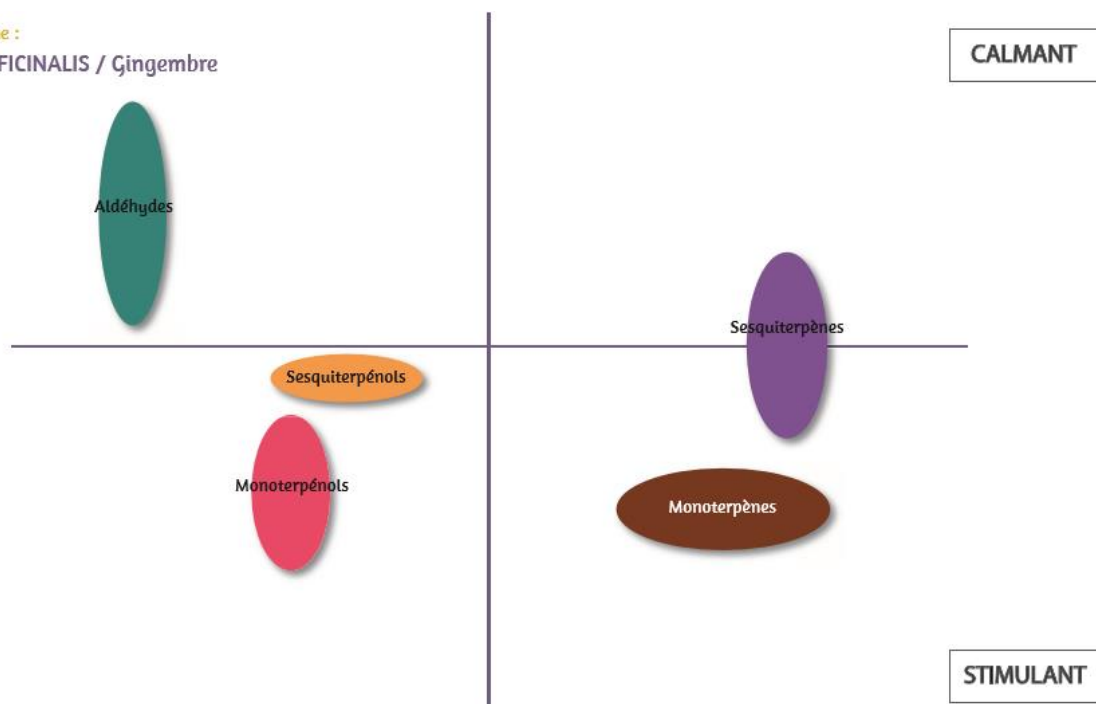 e :
FICINALIS / Gingembre
CALMANT
Aldéhydes
Sesquiterpènes
Sesquiterpénols
Monoterpénols
Monoterpènes
STIMULANT